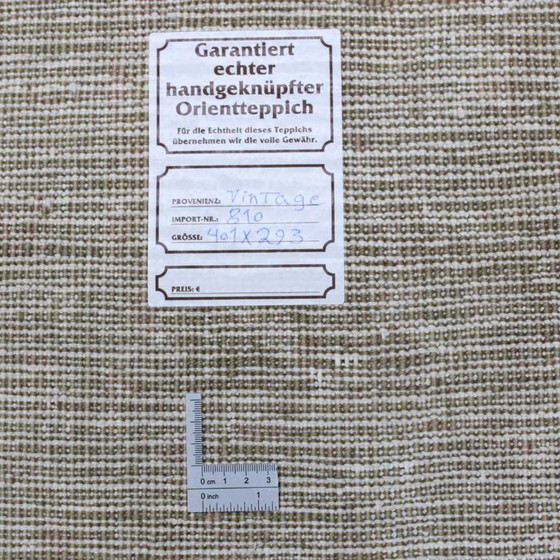 Garantiert
echter
handgeknüpfter
Orientteppich
Für die Echtheit dieses Teppichs
übernehmen wir die volle Gewähr.
PROVENIENZ: VinTage
IMPORT-NR.: 810
GRÖSSE: 401X293
PREIS: €
0 cm 1 2 3
0 inch 1